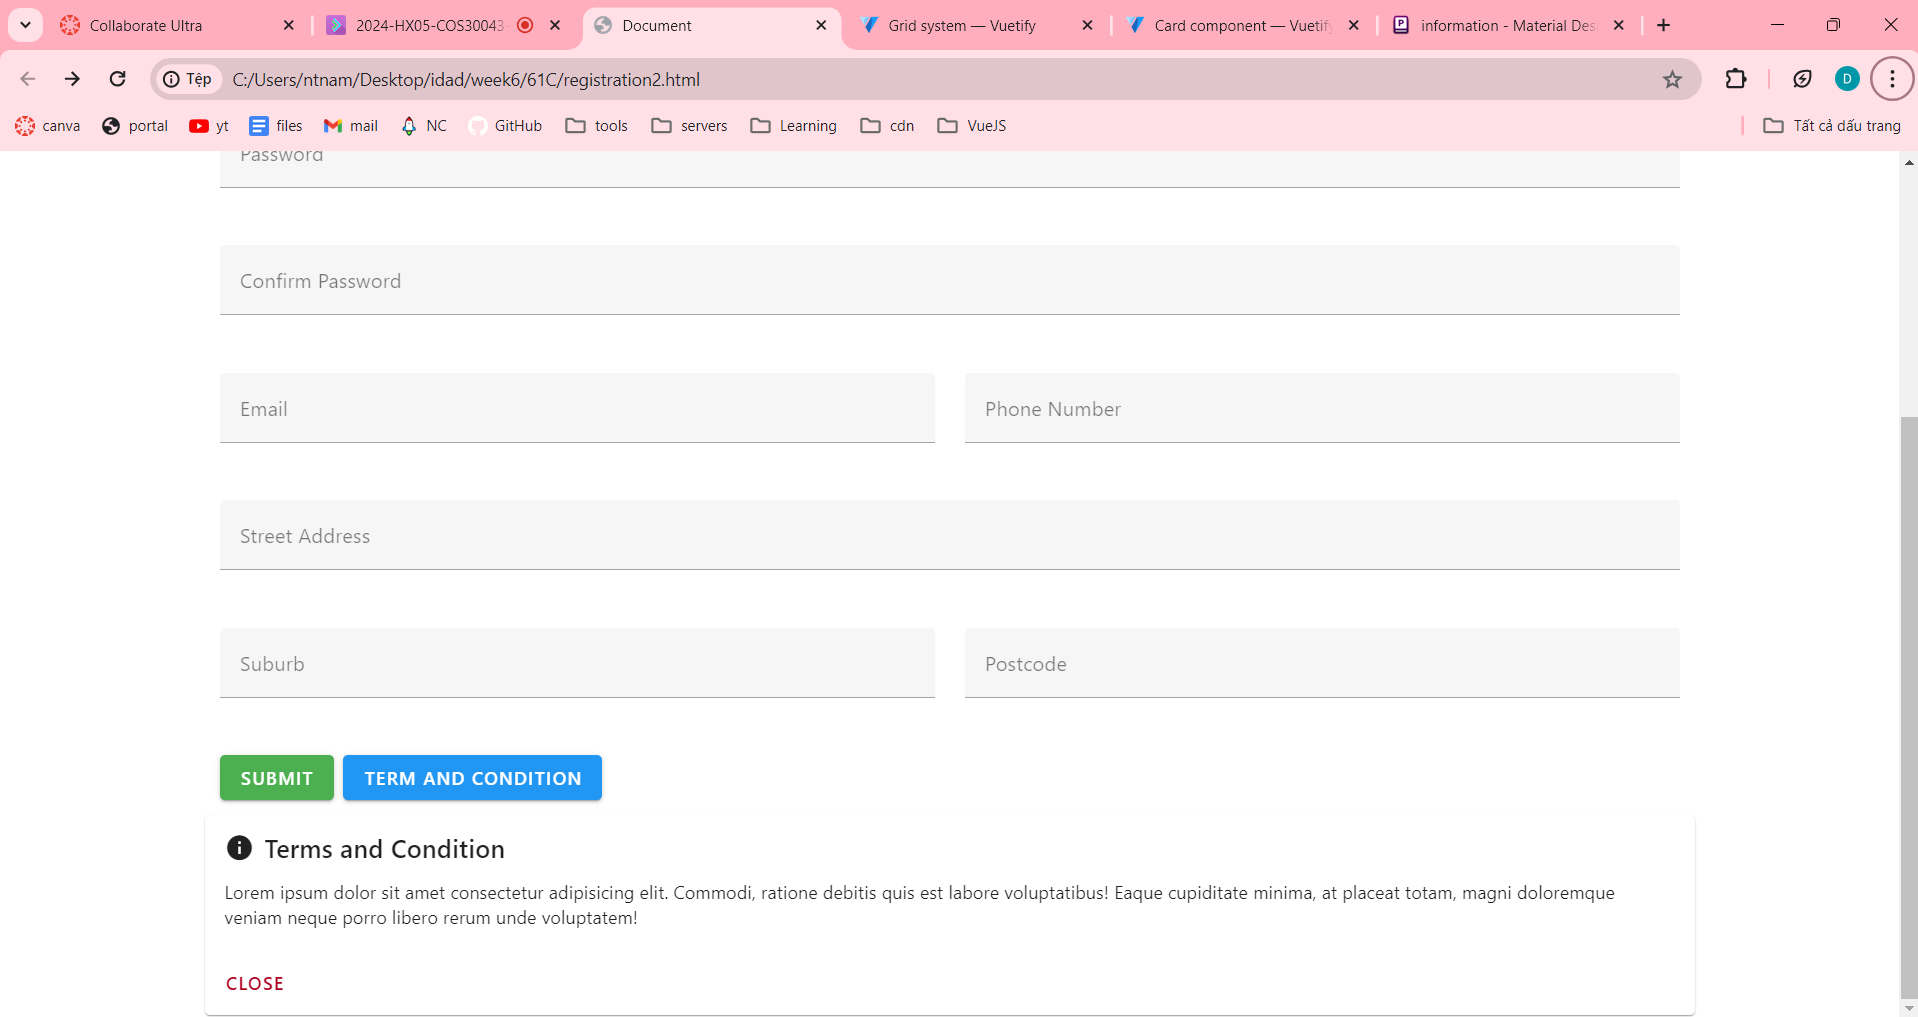 Collaborate Ultra
2024-HX05-COS30043-
Document
Grid system — Vuetify
Card component — Vuetify
information - Material Des
Tệp
C:/Users/ntnam/Desktop/idad/week6/61C/registration2.html
D
canva
portal
yt
files
mail
NC
GitHub
tools
servers
Learning
cdn
VueJS
Tất cả dấu trang
Password
Confirm Password
Email
Phone Number
Street Address
Suburb
Postcode
SUBMIT
TERM AND CONDITION
Terms and Condition
Lorem ipsum dolor sit amet consectetur adipisicing elit. Commodi, ratione debitis quis est labore voluptatibus! Eaque cupiditate minima, at placeat totam, magni doloremque
veniam neque porro libero rerum unde voluptatem!
CLOSE